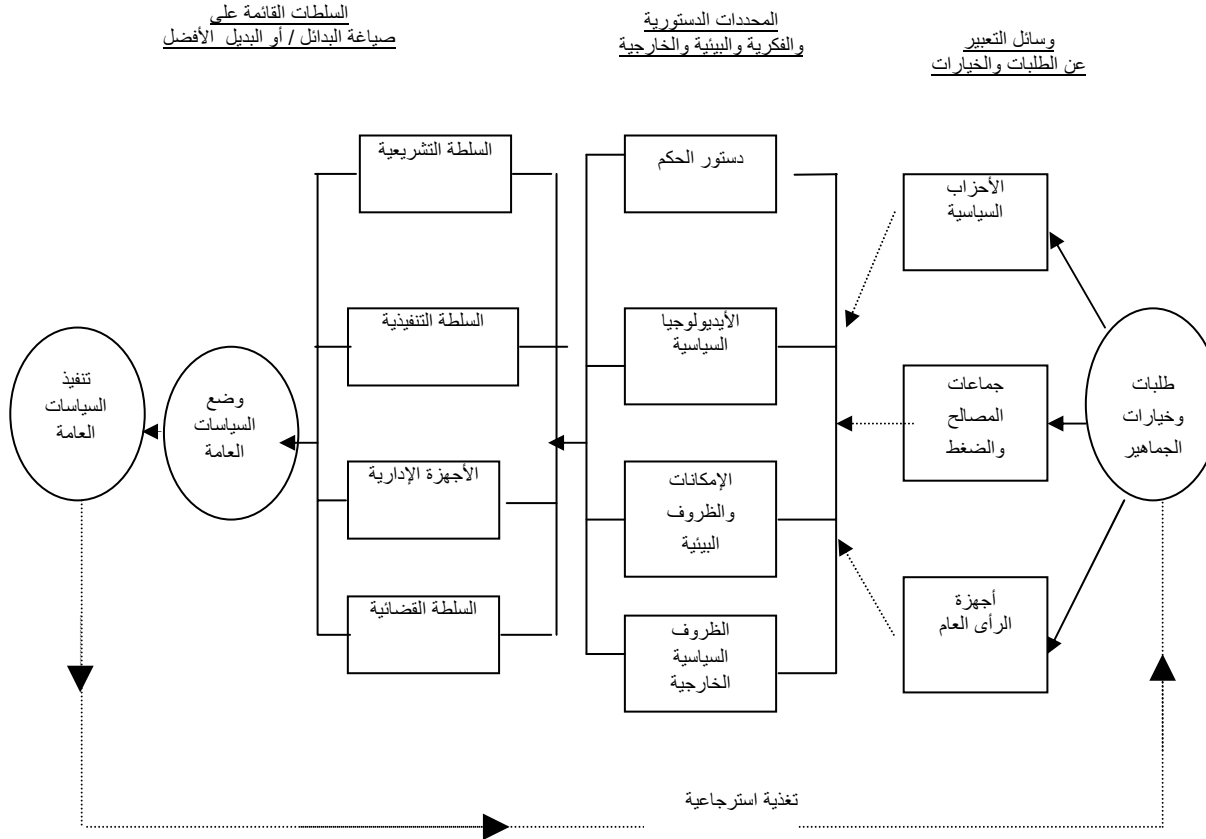 وسائل التعبير
عن الطلبات والخيارات
المحددات الدستورية
والفكرية والبيئية والخارجية
السلطات القائمة على
صياغة البدائل / أو البديل الأفضل
طلبات
وخيارات
الجماهير
الأحزاب
السياسية
جماعات
المصالح
والضغط
أجهزة
الرأى العام
دستور الحكم
الأيديولوجيا
السياسية
الإمكانات
والظروف
البيئية
الظروف
السياسية
الخارجية
السلطة التشريعية
السلطة التنفيذية
الأجهزة الإدارية
السلطة القضائية
وضع
السياسات
العامة
تنفيذ
السياسات
العامة
تغذية استرجاعية